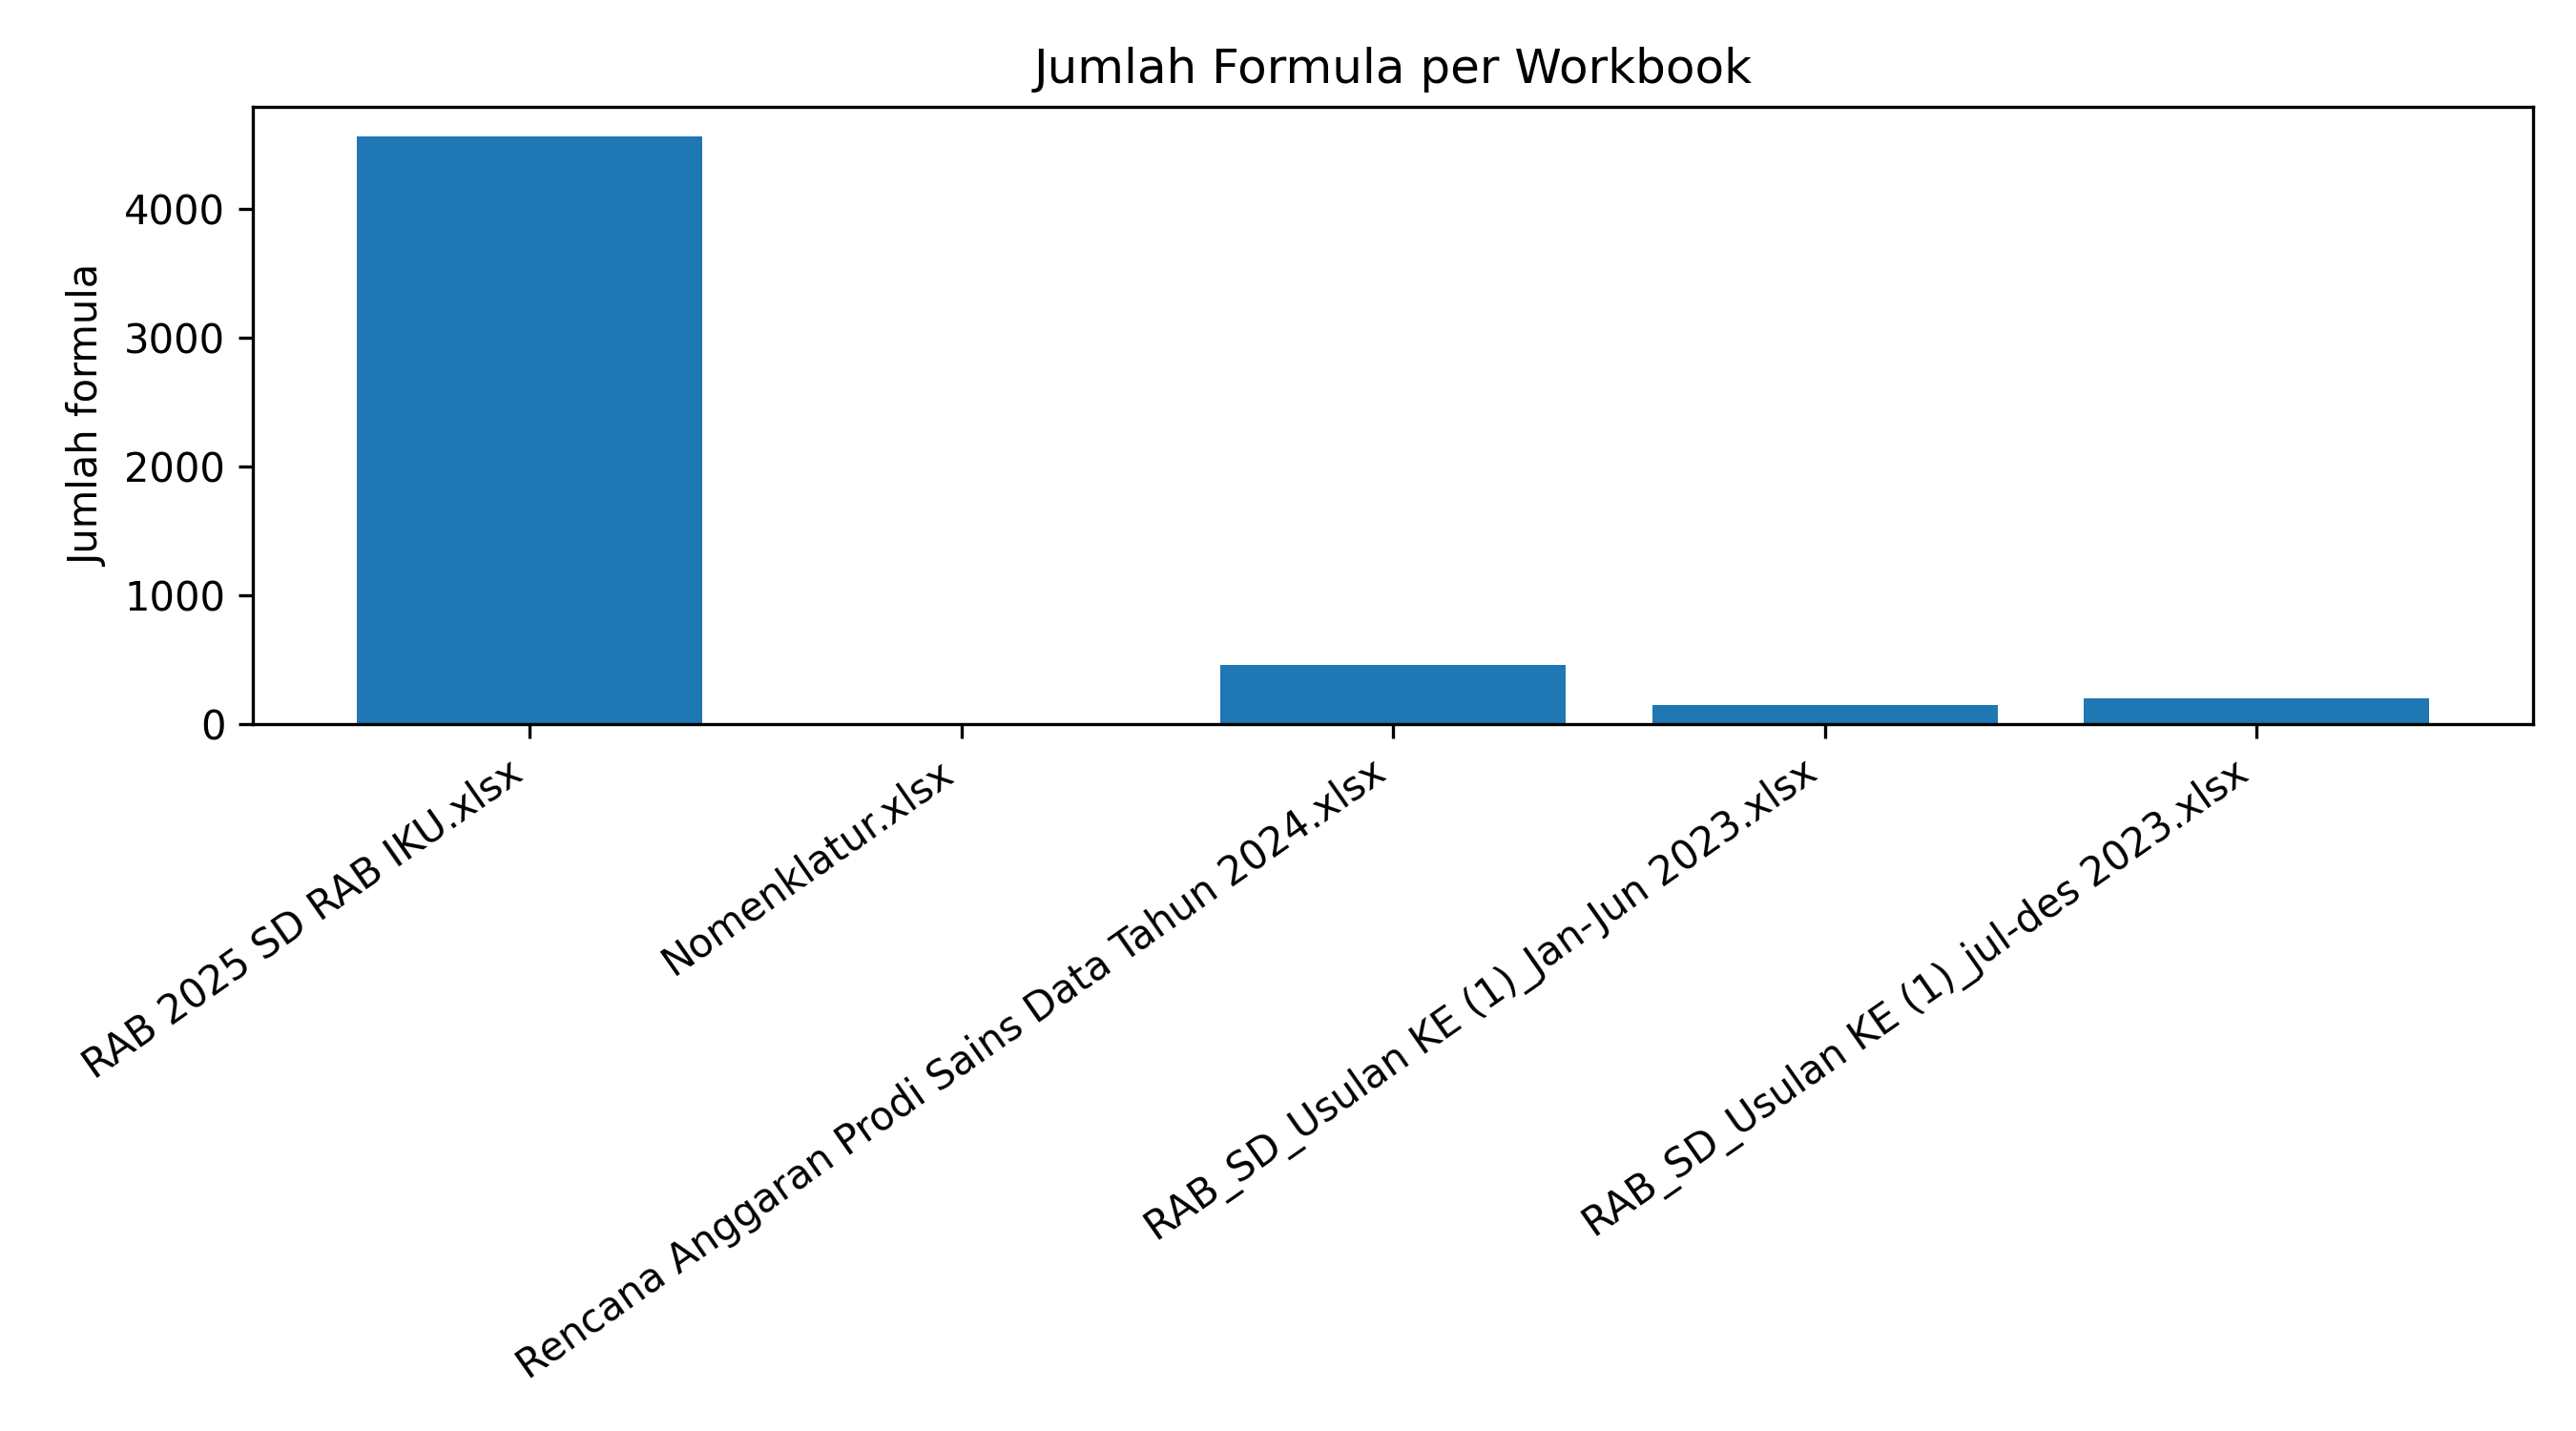 Jumlah Formula per Workbook
Jumlah formula
4000
3000
2000
1000
0
RAB 2025 SD RAB IKU.xlsx
Nomenklatur.xlsx
Rencana Anggaran Prodi Sains Data Tahun 2024.xlsx
RAB_SD_Usulan KE (1)_Jan-Jun 2023.xlsx
RAB_SD_Usulan KE (1)_jul-des 2023.xlsx